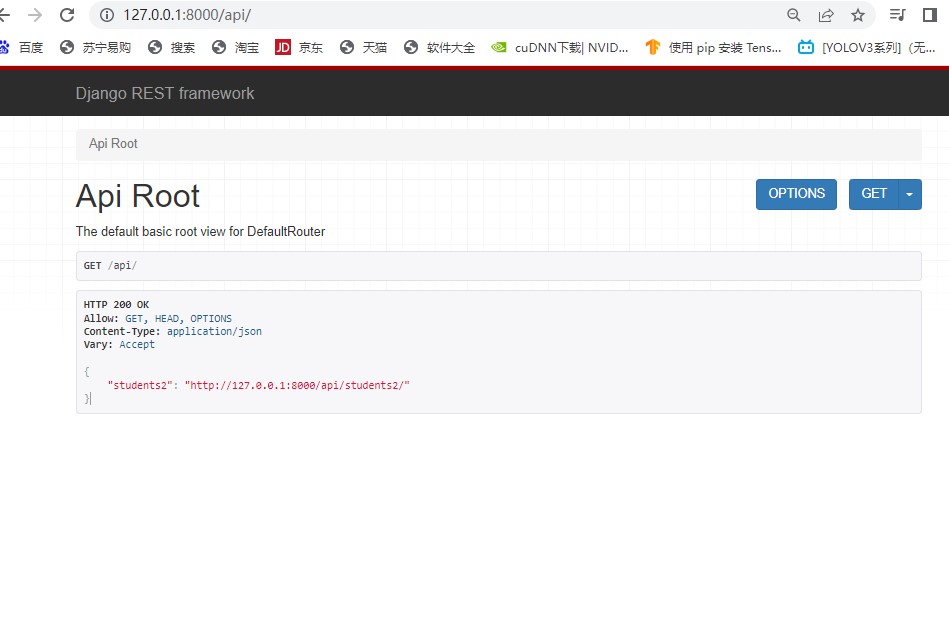 127.0.0.1:8000/api/
百度 苏宁易购 搜索 淘宝 JD 京东 天猫 软件大全 cuDNN下載| NVID... 使用 pip 安装 Tens... [YOLOV3系列]（无...
Django REST framework
Api Root
Api Root
OPTIONS GET
The default basic root view for DefaultRouter
GET /api/
HTTP 200 OK
Allow: GET, HEAD, OPTIONS
Content-Type: application/json
Vary: Accept
{
"students2": "http://127.0.0.1:8000/api/students2/"
}